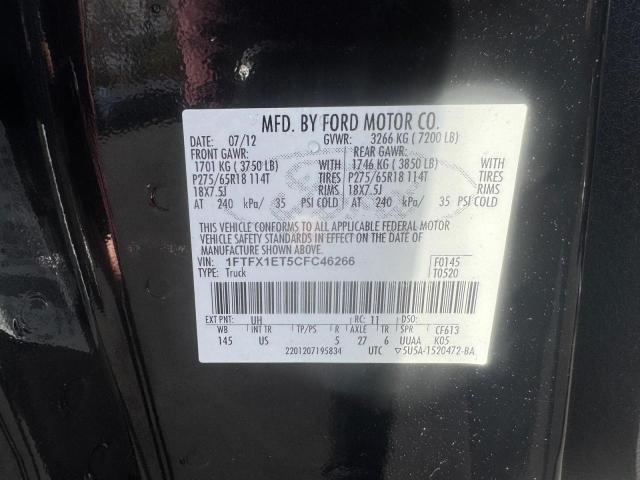 MFD. BY FORD MOTOR CO.
DATE: 07/12 GVWR: 3266 KG ( 7200 LB)
FRONT GAWR: REAR GAWR:
1701 KG ( 3750 LB) WITH 1746 KG ( 3850 LB) WITH
P275/65R18 114T TIRES P275/65R18 114T TIRES
18X7.5J RIMS 18X7.5J RIMS
AT 240 kPa/ 35 PSI COLD AT 240 kPa/ 35 PSI COLD
THIS VEHICLE CONFORMS TO ALL APPLICABLE FEDERAL MOTOR
VEHICLE SAFETY STANDARDS IN EFFECT ON THE DATE OF
MANUFACTURE SHOWN ABOVE.
VIN: 1FTFX1ET5CFC46266 F0145
TYPE: Truck T0520
EXT PNT: UH RC: 11 DSO:
WB INT TR TP/PS R AXLE TR SPR CF613
145 US 5 27 6 UUAA K05
2201207195834 UTC ▽5U5A-1520472-BA